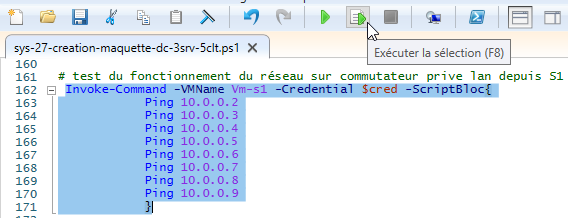 sys-27-creation-maquette-dc-3srv-5clt.ps1 X
Exécuter la sélection (F8)
160
161 # test du fonctionnement du réseau sur commutateur prive lan depuis S1
162 Invoke-Command -VMName Vm-s1 -Credential $cred -ScriptBloc{
163 Ping 10.0.0.2
164 Ping 10.0.0.3
165 Ping 10.0.0.4
166 Ping 10.0.0.5
167 Ping 10.0.0.6
168 Ping 10.0.0.7
169 Ping 10.0.0.8
170 Ping 10.0.0.9
171 }